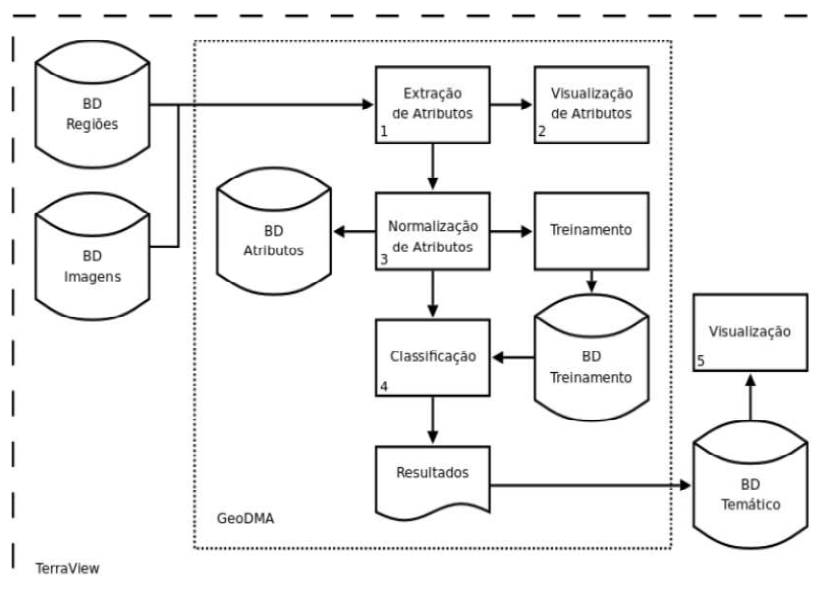 BD
Regiões
Extração
de Atributos
1
Visualização
de Atributos
2
BD
Imagens
BD
Atributos
Normalização
de Atributos
3
Treinamento
Classificação
4
BD
Treinamento
Visualização
5
Resultados
BD
Temático
GeoDMA
TerraView